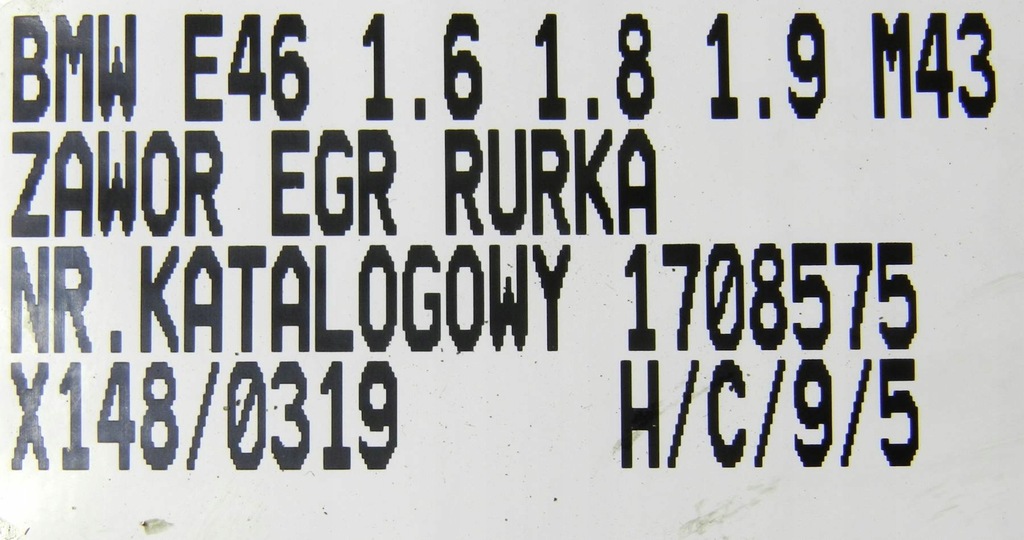 BMW E46 1.6 1.8 1.9 M43
ZAWOR EGR RURKA
NR.KATALOGOWY 1708575
X148/0319 H/C/9/5